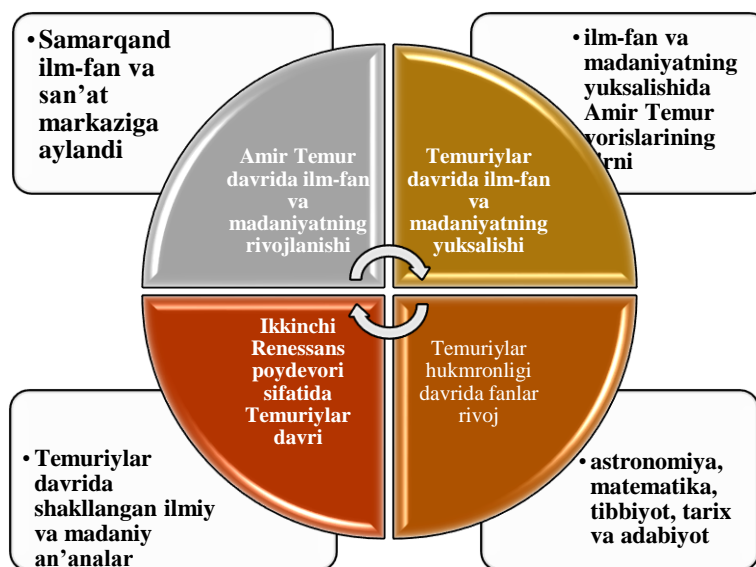 • Samarqand
ilm-fan va
san’at
markaziga
aylandi
• ilm-fan va
madaniyatning
yuksalishida
Amir Temur
vorislarining
Amir Temur
davrida ilm-fan
va
madaniyatning
rivojlanishi
Temuriylar
davrida ilm-fan
va
madaniyatning
yuksalishi
Ikkinchi
Renessans
poydevori
sifatida
Temuriylar
davri
Temuriylar
hukmronligi
davrida fanlar
rivoj
• Temuriylar
davrida
shakllangan ilmiy
va madaniy
an’analar
• astronomiya,
matematika,
tibbiyot, tarix
va adabiyot